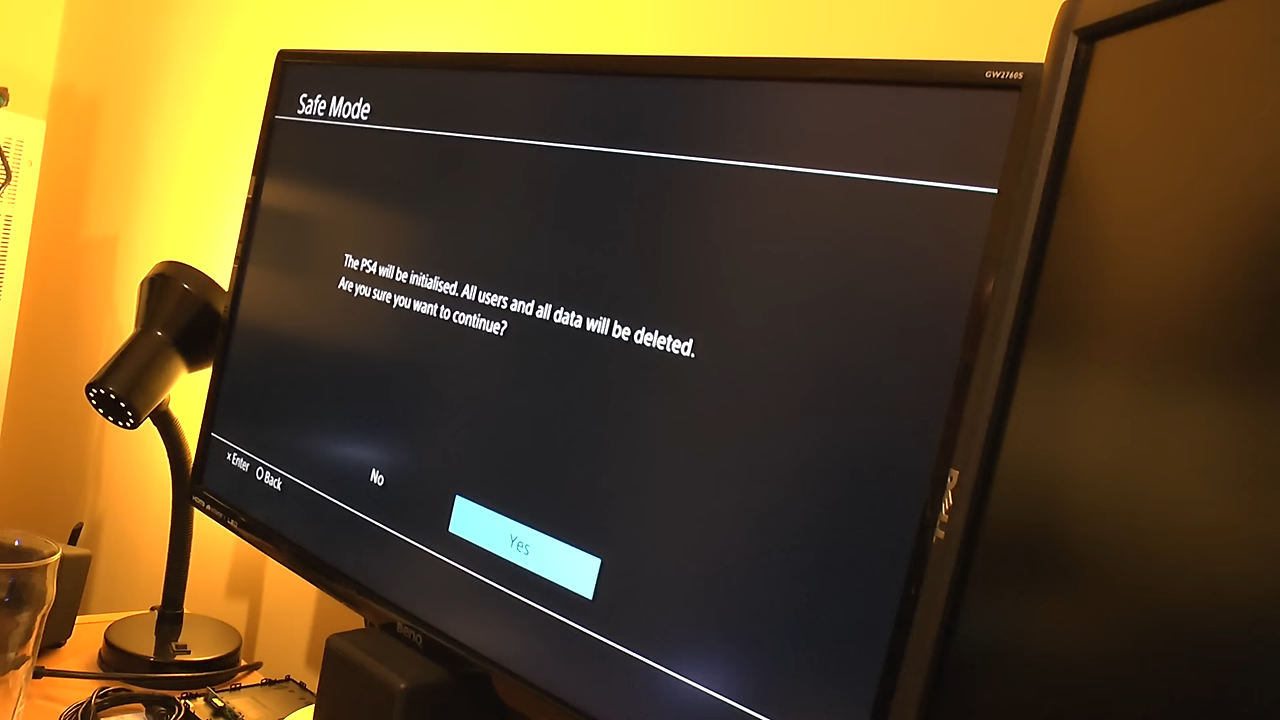 GW2760S
Safe Mode
The PS4 will be initialised. All users and all data will be deleted.
Are you sure you want to continue?
No
Yes
x Enter O Back
BenQ